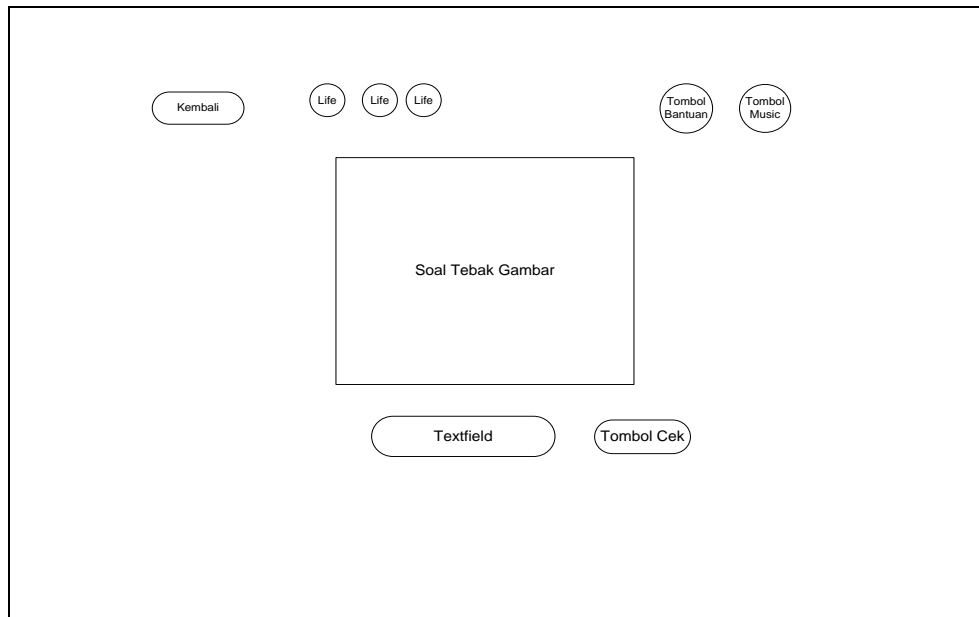 Kembali
Life
Life
Life
Tombol
Bantuan
Tombol
Music
Soal Tebak Gambar
Textfield
Tombol Cek